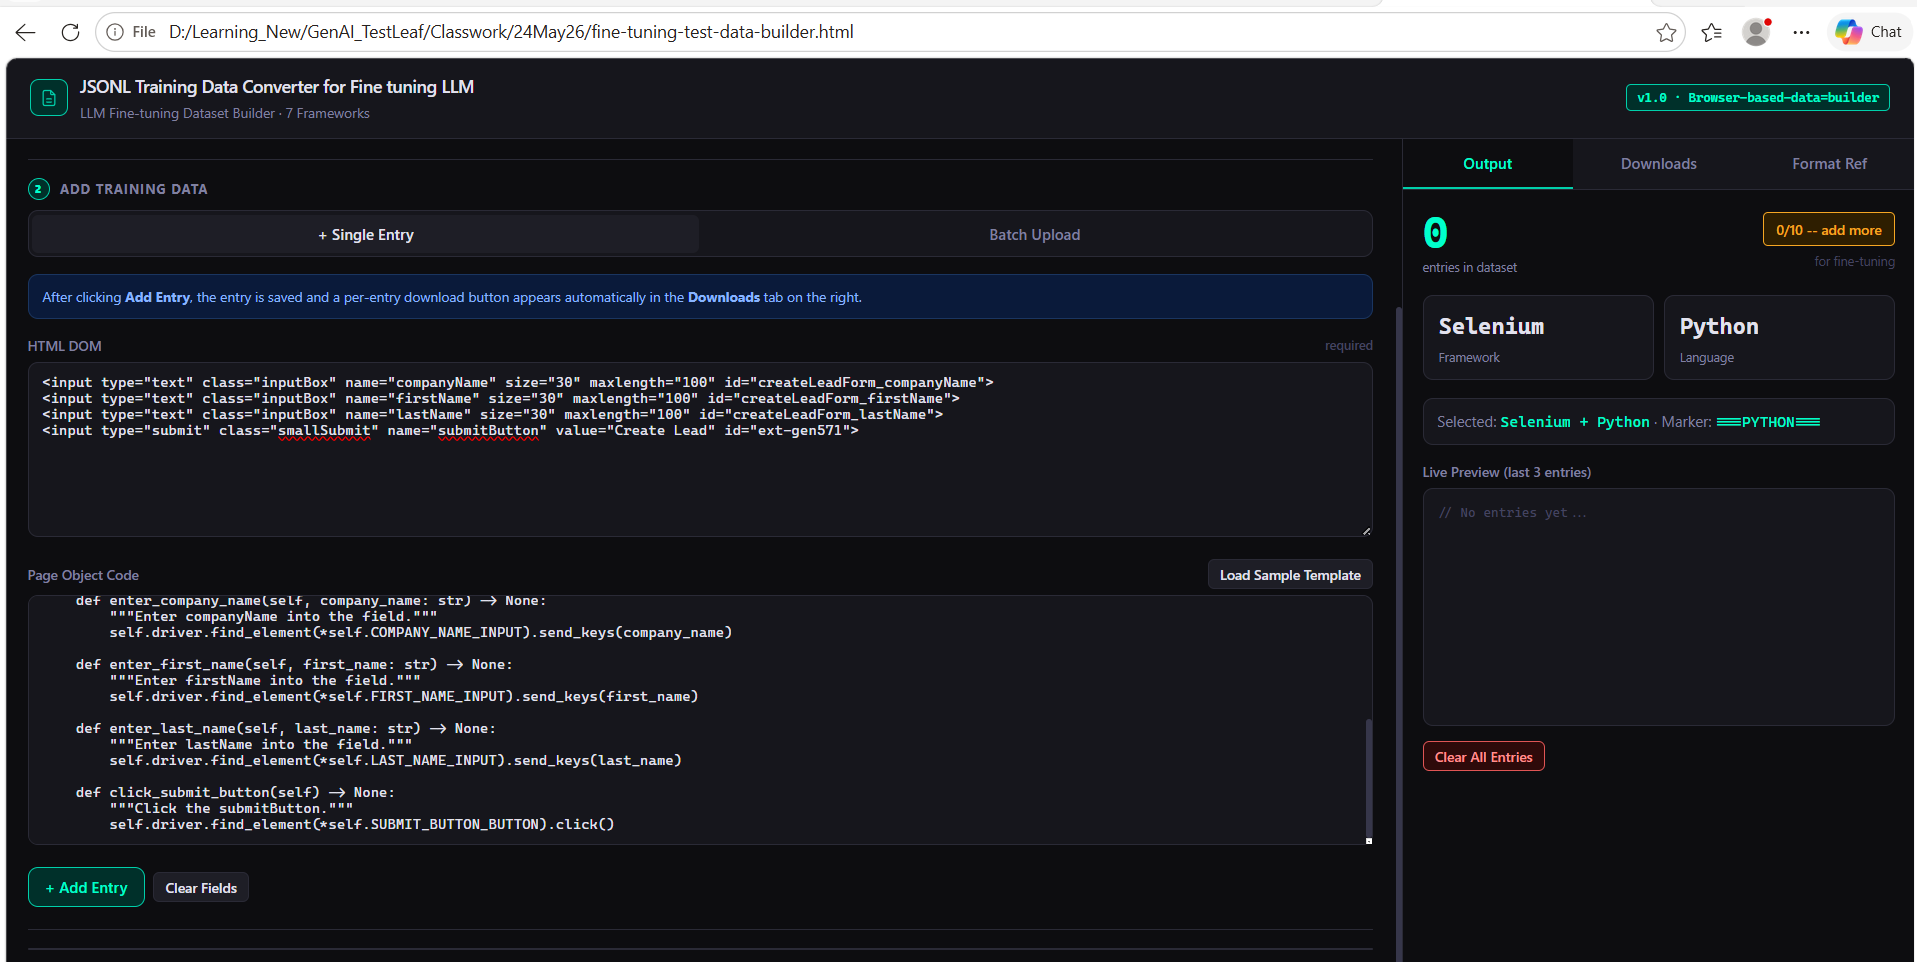 File D:/Learning_New/GenAI_TestLeaf/Classwork/24May26/fine-tuning-test-data-builder.html
Chat
JSONL Training Data Converter for Fine tuning LLM
LLM Fine-tuning Dataset Builder · 7 Frameworks
v1.0 · Browser-based-data=builder
2 ADD TRAINING DATA
+ Single Entry
Batch Upload
After clicking Add Entry, the entry is saved and a per-entry download button appears automatically in the Downloads tab on the right.
HTML DOM
required
<input type="text" class="inputBox" name="companyName" size="30" maxlength="100" id="createLeadForm_companyName">
<input type="text" class="inputBox" name="firstName" size="30" maxlength="100" id="createLeadForm_firstName">
<input type="text" class="inputBox" name="lastName" size="30" maxlength="100" id="createLeadForm_lastName">
<input type="submit" class="smallSubmit" name="submitButton" value="Create Lead" id="ext-gen571">
Page Object Code
Load Sample Template
def enter_company_name(self, company_name: str) -> None:
"""Enter companyName into the field."""
self.driver.find_element(*self.COMPANY_NAME_INPUT).send_keys(company_name)
def enter_first_name(self, first_name: str) -> None:
"""Enter firstName into the field."""
self.driver.find_element(*self.FIRST_NAME_INPUT).send_keys(first_name)
def enter_last_name(self, last_name: str) -> None:
"""Enter lastName into the field."""
self.driver.find_element(*self.LAST_NAME_INPUT).send_keys(last_name)
def click_submit_button(self) -> None:
"""Click the submitButton."""
self.driver.find_element(*self.SUBMIT_BUTTON_BUTTON).click()
+ Add Entry
Clear Fields
Output
Downloads
Format Ref
0
entries in dataset
0/10 -- add more
for fine-tuning
Selenium
Framework
Python
Language
Selected: Selenium + Python · Marker: ===PYTHON===
Live Preview (last 3 entries)
// No entries yet...
Clear All Entries